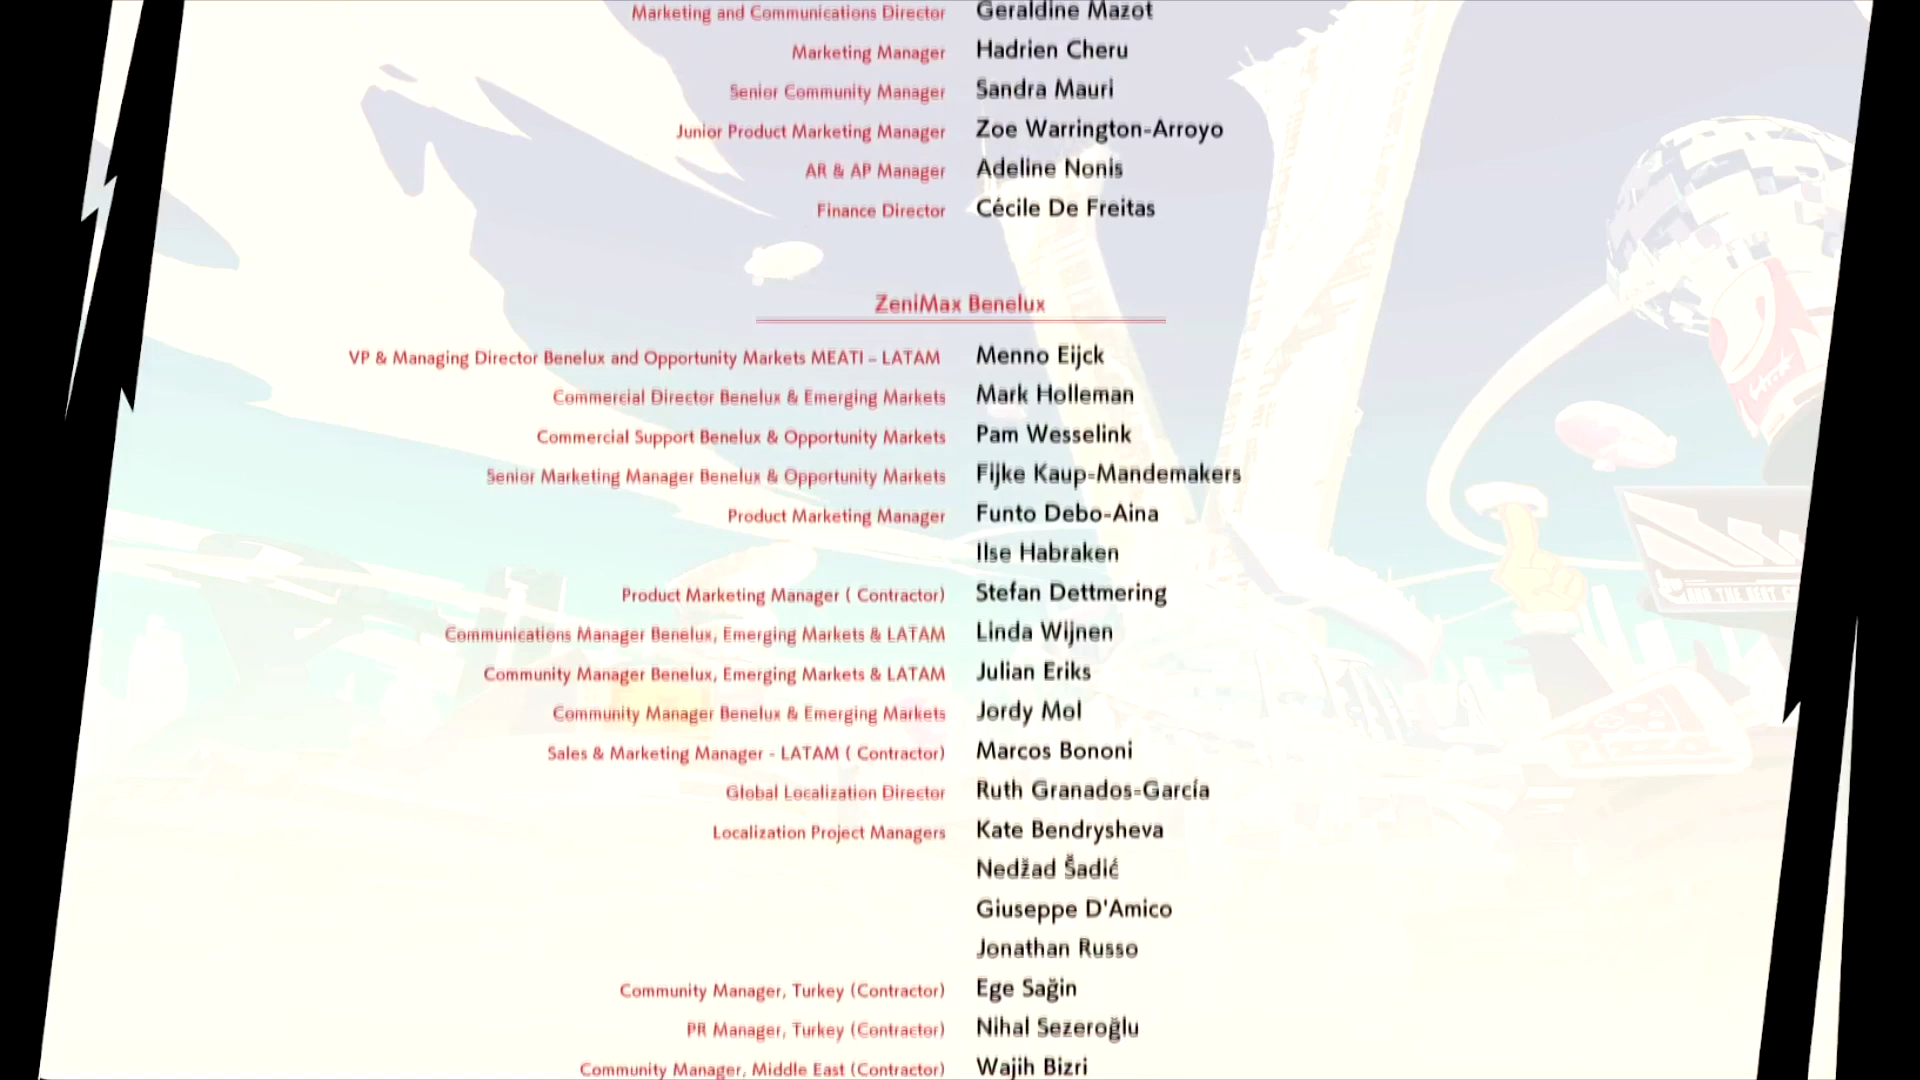 Marketing and Communications Director Geraldine Mazot
Marketing Manager Hadrien Cheru
Senior Community Manager Sandra Mauri
Junior Product Marketing Manager Zoe Warrington-Arroyo
AR & AP Manager Adeline Nonis
Finance Director Cécile De Freitas
ZeniMax Benelux
VP & Managing Director Benelux and Opportunity Markets MEATI - LATAM Menno Eijck
Commercial Director Benelux & Emerging Markets Mark Holleman
Commercial Support Benelux & Opportunity Markets Pam Wesselink
Senior Marketing Manager Benelux & Opportunity Markets Fijke Kaup-Mandemakers
Product Marketing Manager Funto Debo-Aina
Ilse Habraken
Product Marketing Manager ( Contractor) Stefan Dettmering
Communications Manager Benelux, Emerging Markets & LATAM Linda Wijnen
Community Manager Benelux, Emerging Markets & LATAM Julian Eriks
Community Manager Benelux & Emerging Markets Jordy Mol
Sales & Marketing Manager - LATAM ( Contractor) Marcos Bononi
Global Localization Director Ruth Granados-García
Localization Project Managers Kate Bendrysheva
Nedžad Šadić
Giuseppe D'Amico
Jonathan Russo
Community Manager, Turkey (Contractor) Ege Sağin
PR Manager, Turkey (Contractor) Nihal Sezeroğlu
Community Manager, Middle East (Contractor) Wajih Bizri